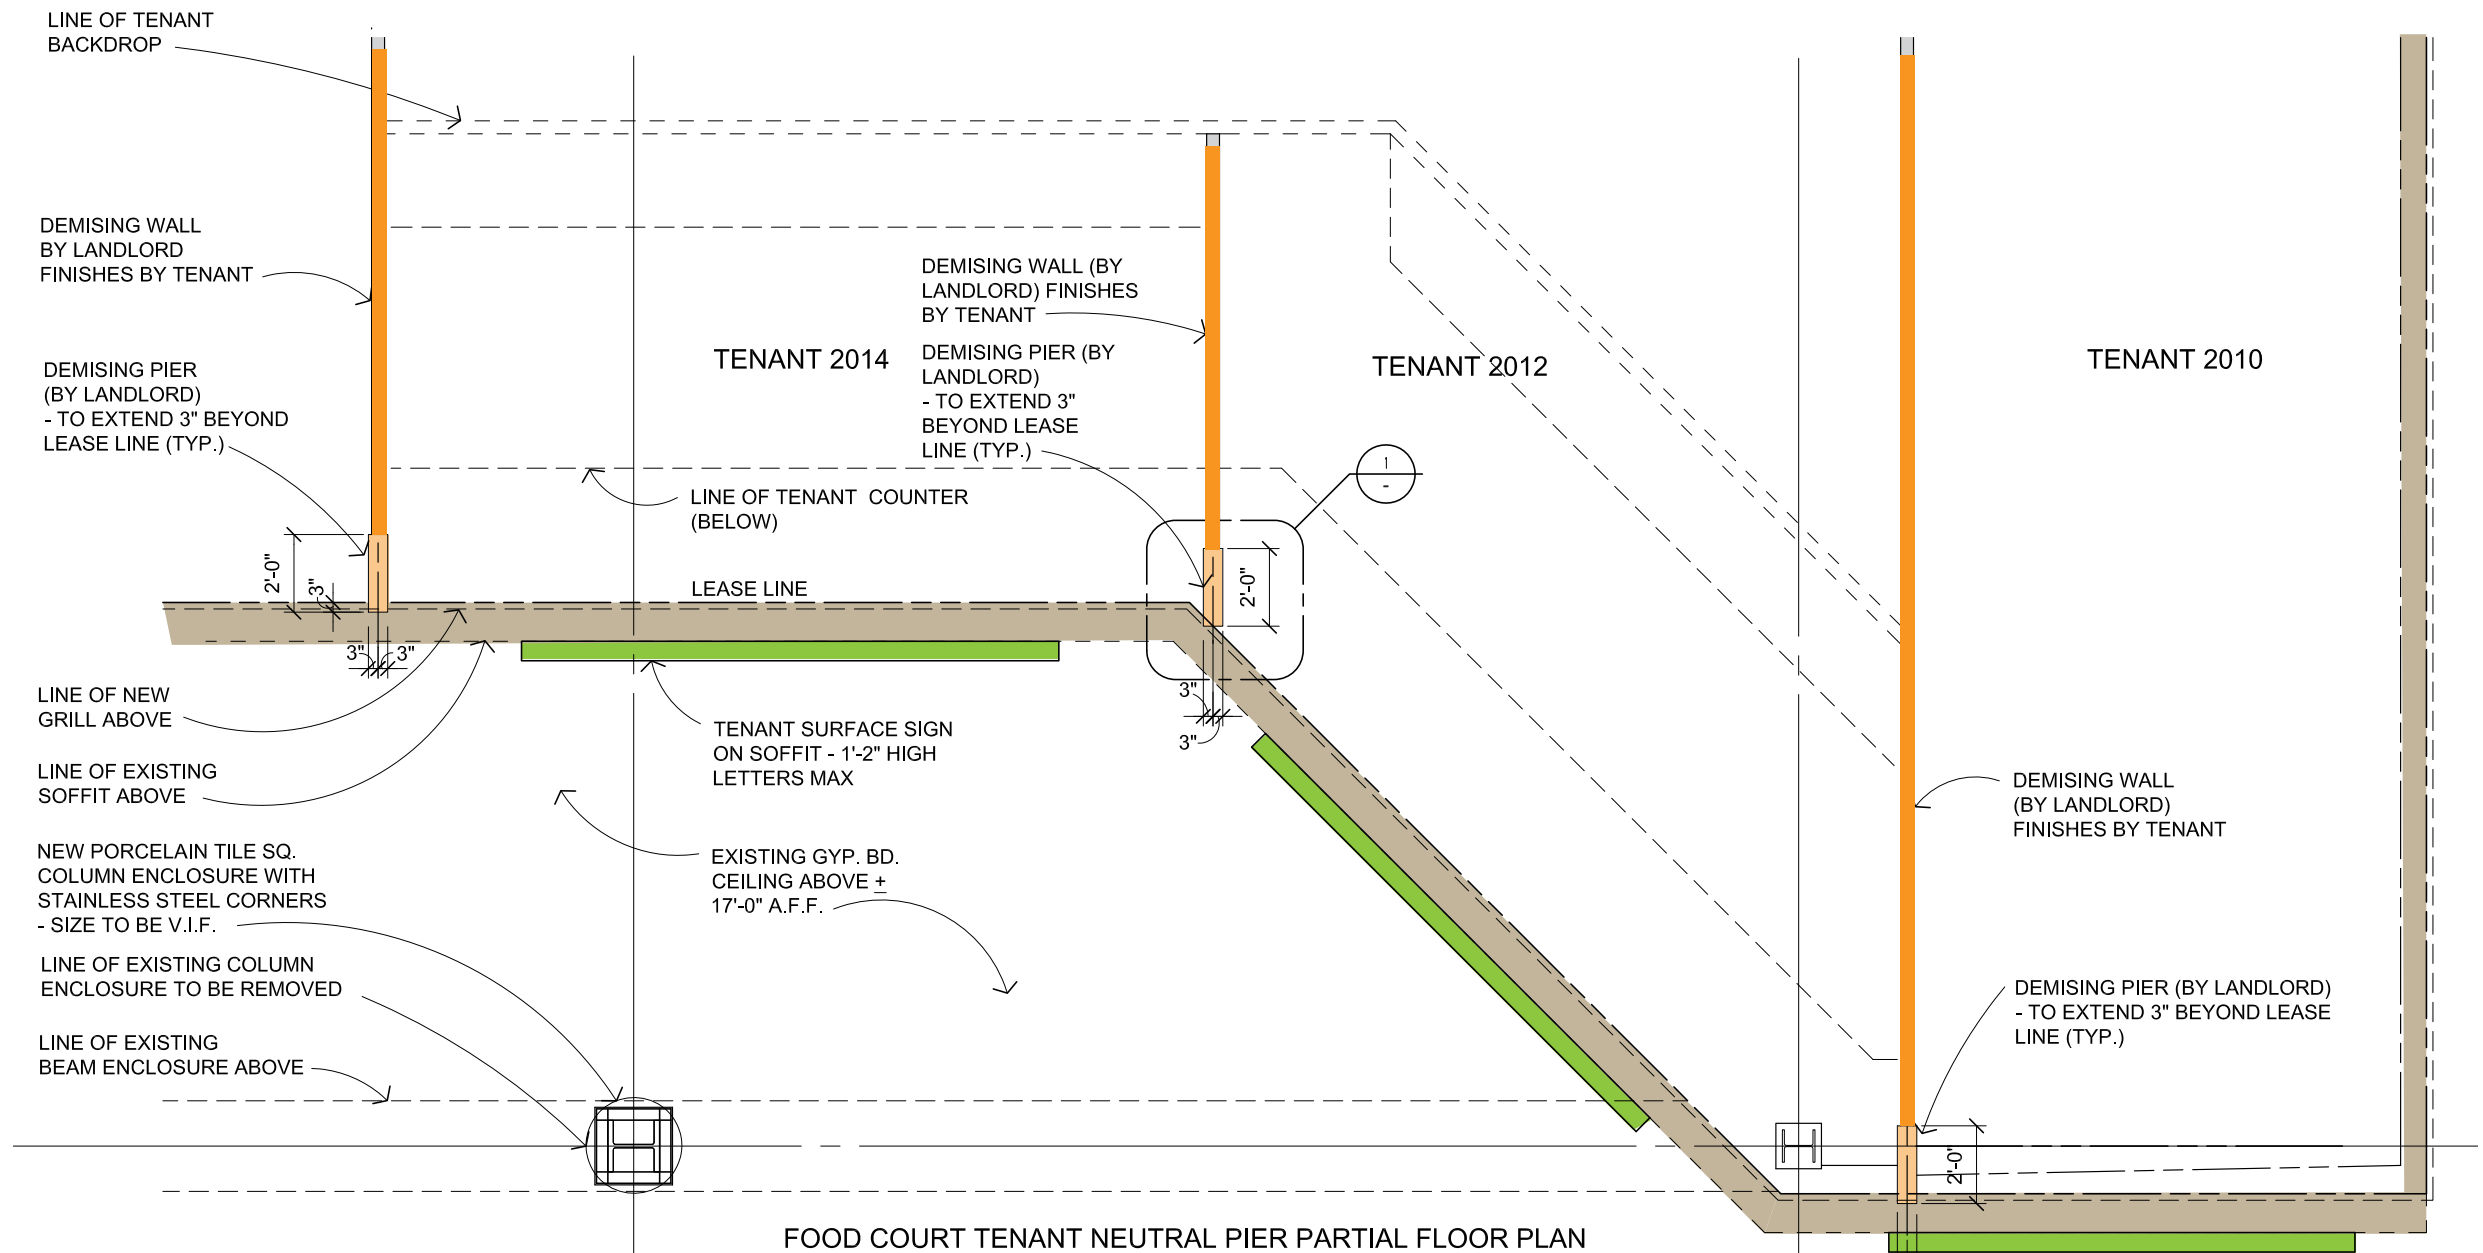 LINE OF TENANT
BACKDROP
DEMISING WALL
BY LANDLORD
FINISHES BY TENANT
DEMISING PIER
(BY LANDLORD)
- TO EXTEND 3" BEYOND
LEASE LINE (TYP.)
2'-0"
3"
3"
3"
LINE OF NEW
GRILL ABOVE
LINE OF EXISTING
SOFFIT ABOVE
NEW PORCELAIN TILE SQ.
COLUMN ENCLOSURE WITH
STAINLESS STEEL CORNERS
- SIZE TO BE V.I.F.
LINE OF EXISTING COLUMN
ENCLOSURE TO BE REMOVED
LINE OF EXISTING
BEAM ENCLOSURE ABOVE
TENANT 2014
DEMISING WALL (BY
LANDLORD) FINISHES
BY TENANT
DEMISING PIER (BY
LANDLORD)
- TO EXTEND 3"
BEYOND LEASE
LINE (TYP.)
LINE OF TENANT COUNTER
(BELOW)
LEASE LINE
TENANT SURFACE SIGN
ON SOFFIT - 1'-2" HIGH
LETTERS MAX
EXISTING GYP. BD.
CEILING ABOVE ±
17'-0" A.F.F.
TENANT 2012
1
-
2'-0"
3"
3"
TENANT 2010
DEMISING WALL
(BY LANDLORD)
FINISHES BY TENANT
DEMISING PIER (BY LANDLORD)
- TO EXTEND 3" BEYOND LEASE
LINE (TYP.)
2'-0"
FOOD COURT TENANT NEUTRAL PIER PARTIAL FLOOR PLAN